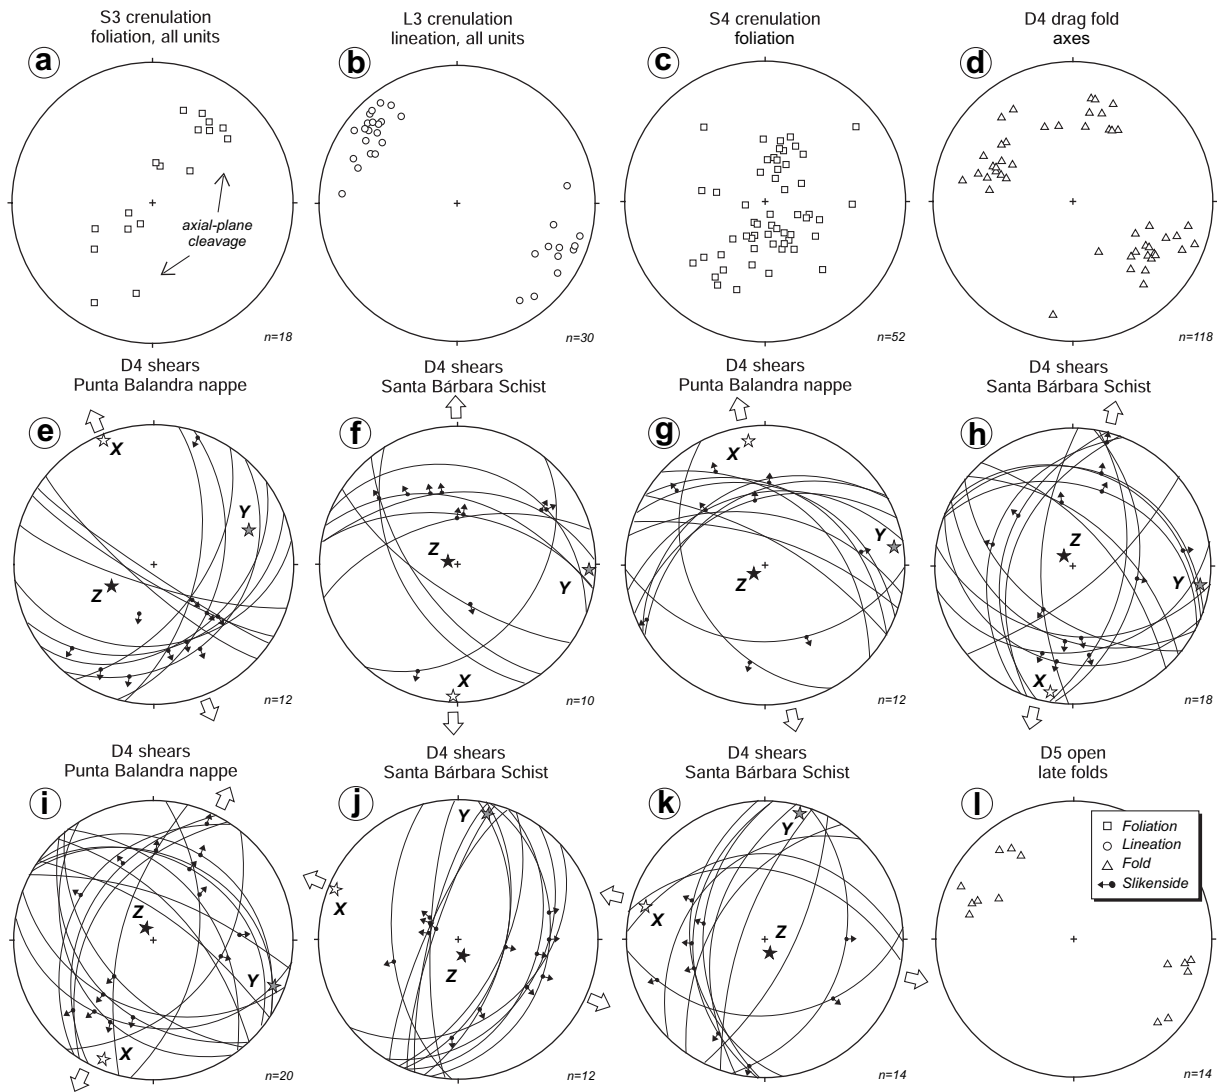 S3 crenulation
foliation, all units
L3 crenulation
lineation, all units
S4 crenulation
foliation
D4 drag fold
axes
a
b
c
d
axial-plane
cleavage
n=18
n=30
n=52
n=118
D4 shears
Punta Balandra nappe
D4 shears
Santa Bárbara Schist
D4 shears
Punta Balandra nappe
D4 shears
Santa Bárbara Schist
e
X
Y
Z
n=12
f
Z
Y
X
n=10
g
X
Y
Z
n=12
h
Z
Y
X
n=18
D4 shears
Punta Balandra nappe
D4 shears
Santa Bárbara Schist
D4 shears
Santa Bárbara Schist
D5 open
late folds
i
Z
Y
X
n=20
j
Y
X
Z
n=12
k
Y
X
Z
n=14
l
Foliation
Lineation
Fold
Slikenside
n=14